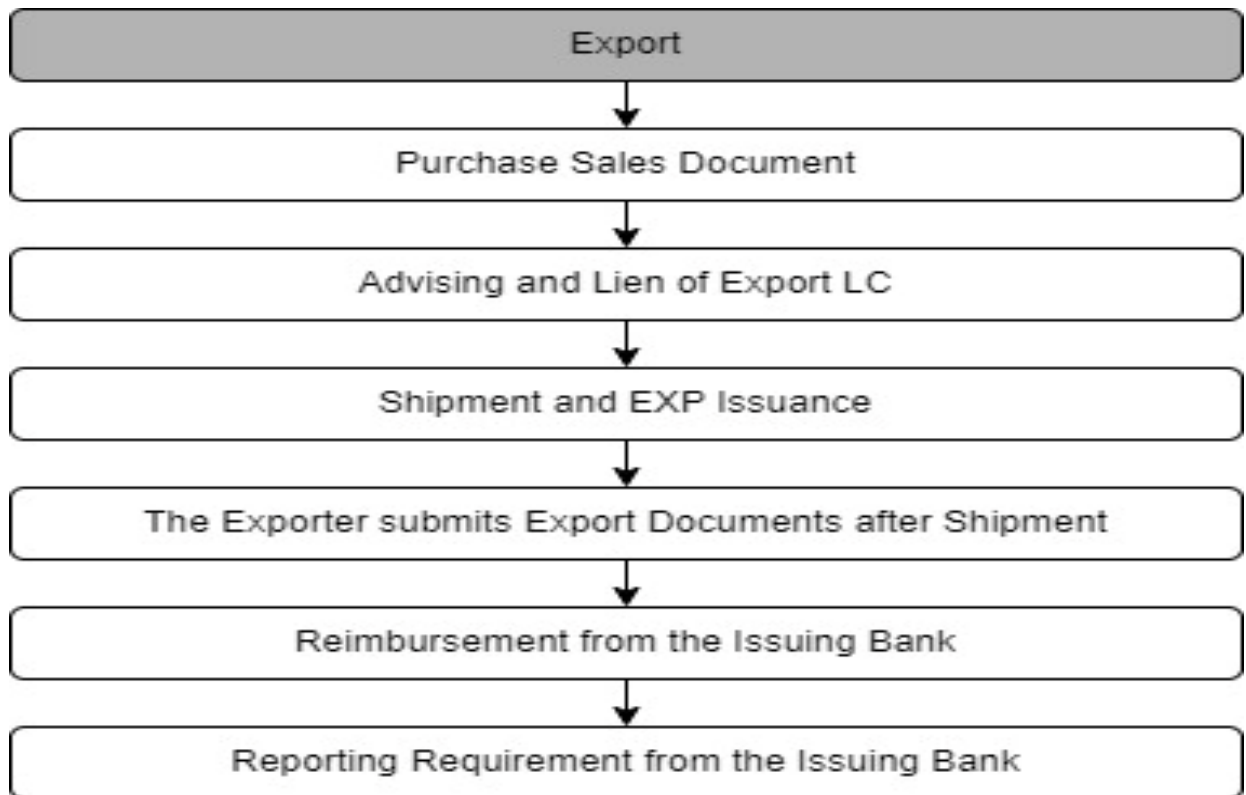 Export
Purchase Sales Document
Advising and Lien of Export LC
Shipment and EXP Issuance
The Exporter submits Export Documents after Shipment
Reimbursement from the Issuing Bank
Reporting Requirement from the Issuing Bank